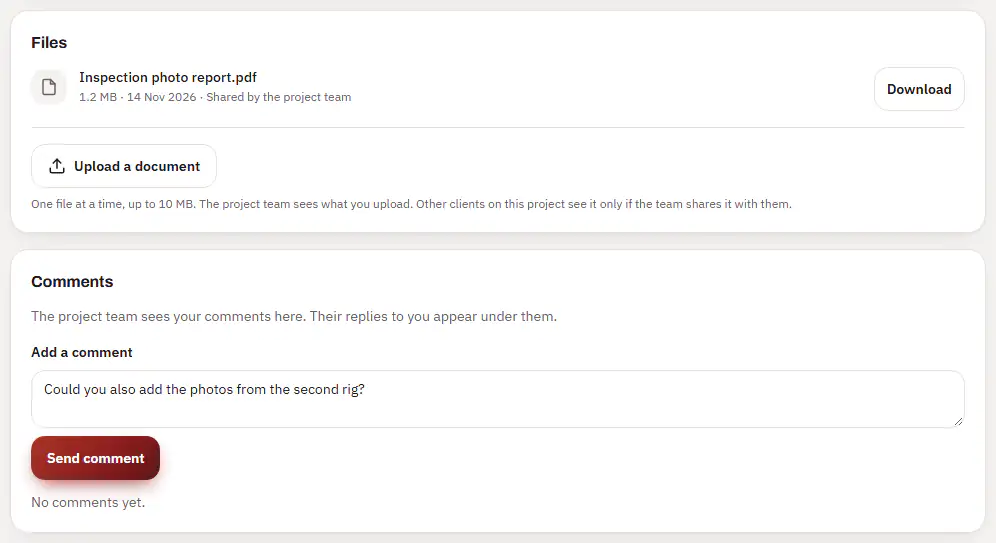 Files
Inspection photo report.pdf
1.2 MB · 14 Nov 2026 · Shared by the project team
Download
Upload a document
One file at a time, up to 10 MB. The project team sees what you upload. Other clients on this project see it only if the team shares it with them.
Comments
The project team sees your comments here. Their replies to you appear under them.
Add a comment
Could you also add the photos from the second rig?
Send comment
No comments yet.